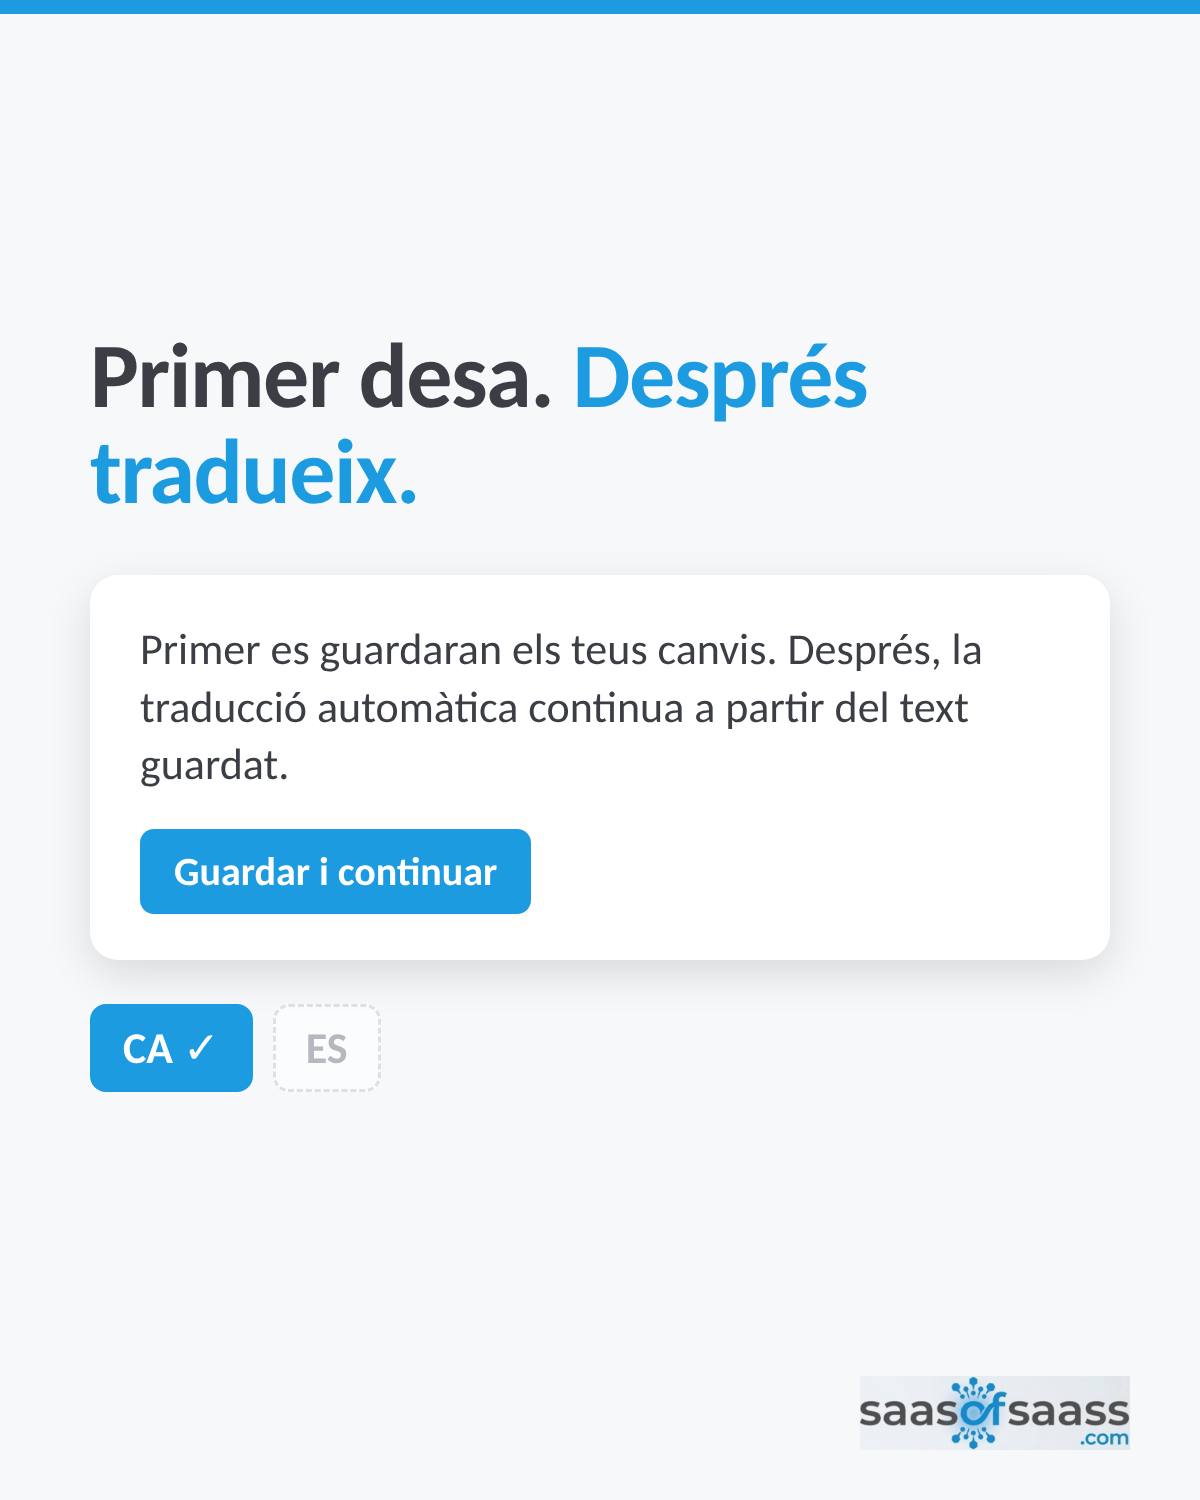 Primer desa. Després
tradueix.
Primer es guardaran els teus canvis. Després, la
traducció automàtica continua a partir del text
guardat.
Guardar i continuar
CA ✓
ES
saasofsaass
.com